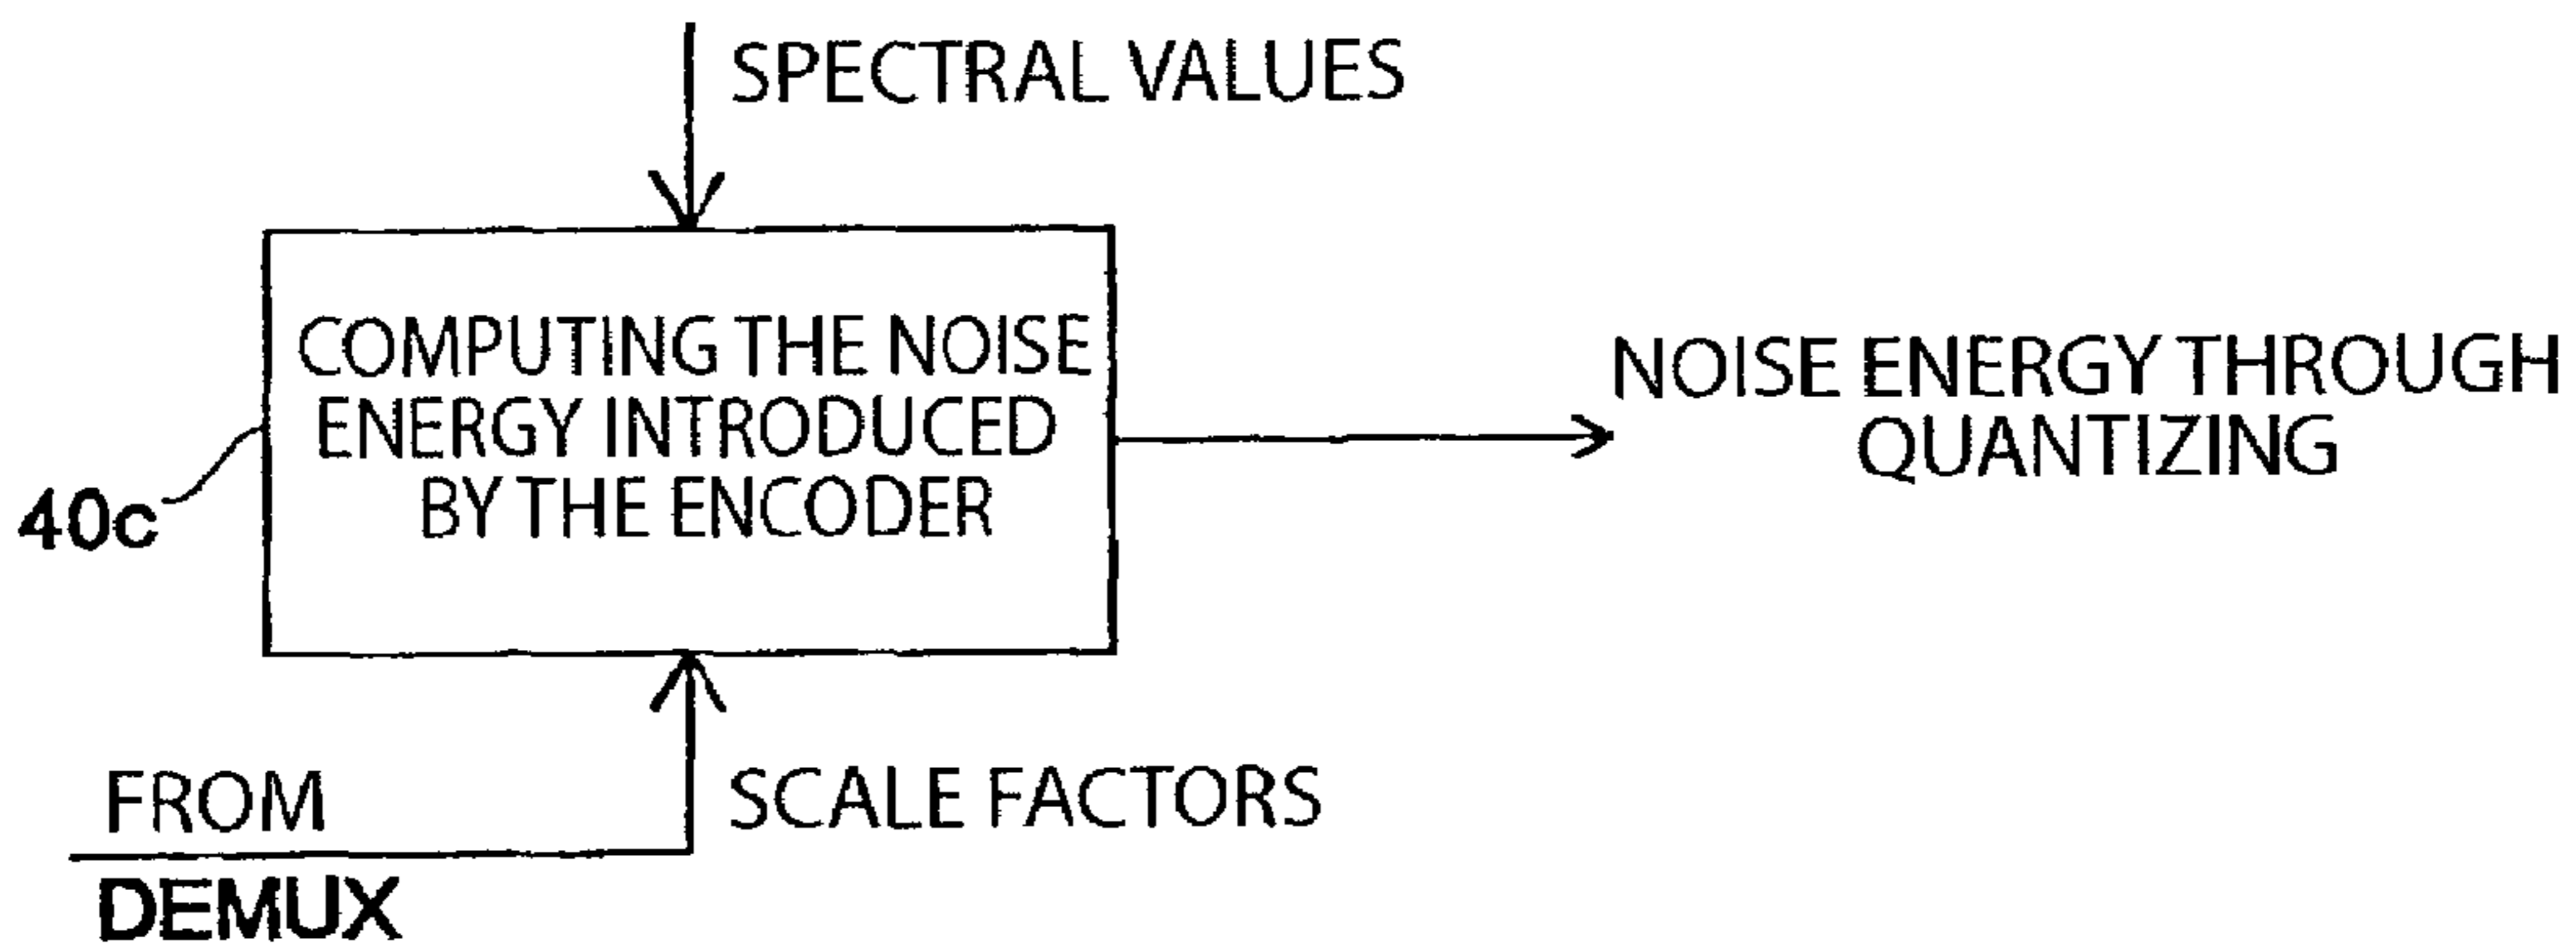 SPECTRAL VALUES
COMPUTING THE NOISE
ENERGY INTRODUCED
BY THE ENCODER
40c
NOISE ENERGY THROUGH
QUANTIZING
FROM
DEMUX
SCALE FACTORS